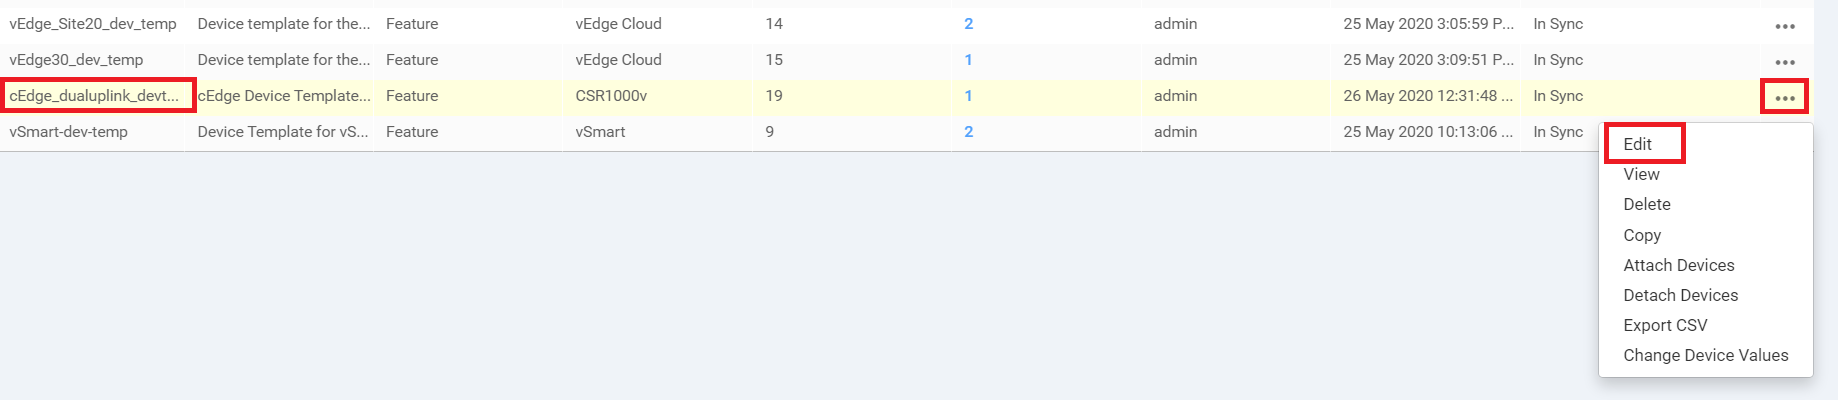 vEdge_Site20_dev_temp Device template for the... Feature vEdge Cloud 14 2 admin 25 May 2020 3:05:59 P... In Sync
vEdge30_dev_temp Device template for the... Feature vEdge Cloud 15 1 admin 25 May 2020 3:09:51 P... In Sync
cEdge_dualuplink_devt... cEdge Device Template... Feature CSR1000v 19 1 admin 26 May 2020 12:31:48 ... In Sync
vSmart-dev-temp Device Template for vS... Feature vSmart 9 2 admin 25 May 2020 10:13:06 ... In Sync
Edit
View
Delete
Copy
Attach Devices
Detach Devices
Export CSV
Change Device Values